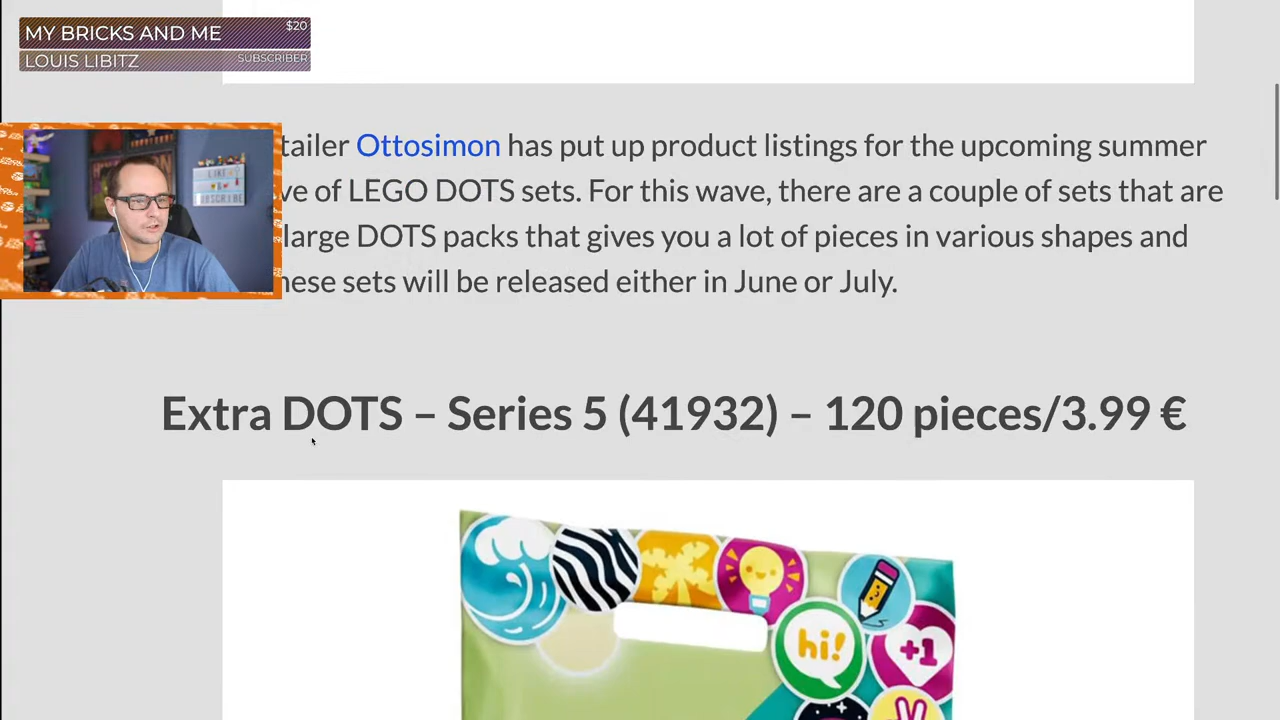 MY BRICKS AND ME $20
LOUIS LIBITZ SUBSCRIBER
tailer Ottosimon has put up product listings for the upcoming summer
ve of LEGO DOTS sets. For this wave, there are a couple of sets that are
large DOTS packs that gives you a lot of pieces in various shapes and
hese sets will be released either in June or July.
LIKE
SUBSCRIBE
Extra DOTS – Series 5 (41932) – 120 pieces/3.99 €
hi!
+1